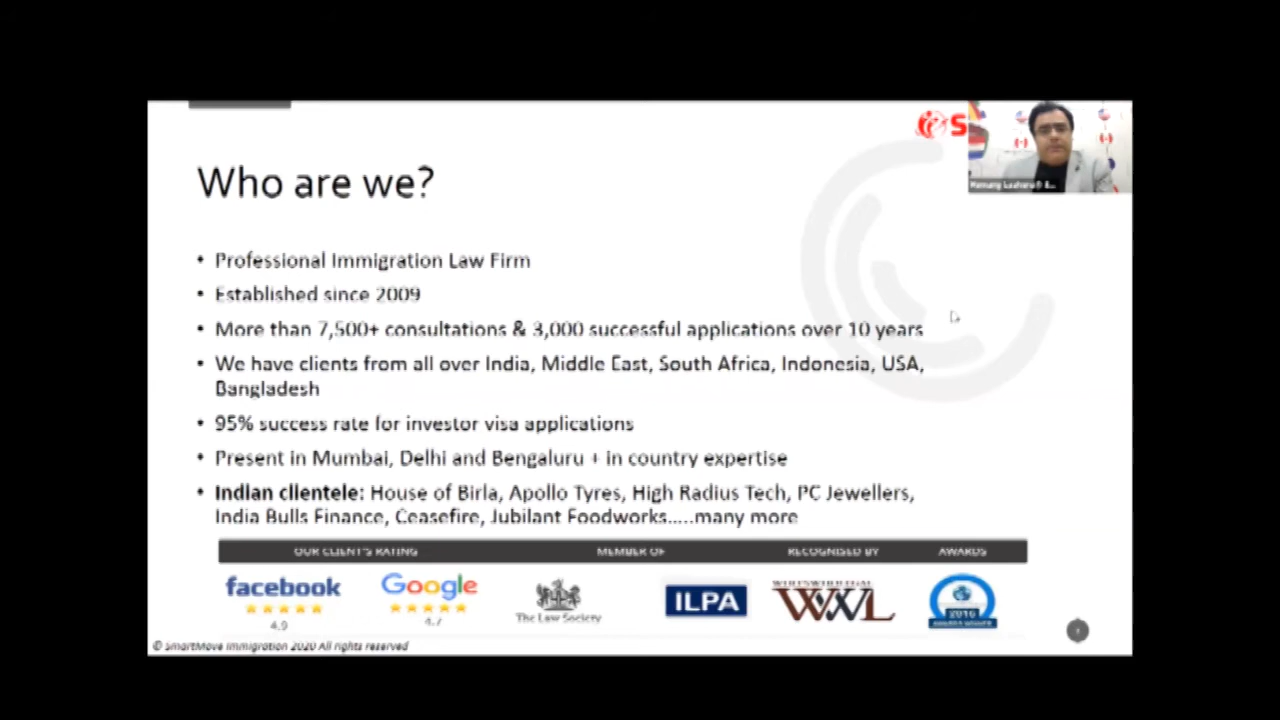 S
Who are we?
• Professional Immigration Law Firm
• Established since 2009
• More than 7,500+ consultations & 3,000 successful applications over 10 years
• We have clients from all over India, Middle East, South Africa, Indonesia, USA,
Bangladesh
• 95% success rate for investor visa applications
• Present in Mumbai, Delhi and Bengaluru + in country expertise
• Indian clientele: House of Birla, Apollo Tyres, High Radius Tech, PC Jewellers,
India Bulls Finance, Ceasefire, Jubilant Foodworks.....many more
OUR CLIENT'S RATING MEMBER OF RECOGNISED BY AWARDS
facebook Google The Law Society ILPA WHO'S WHO LEGAL WWL 2016
4.9 4.7
© SmartMove Immigration 2020 All rights reserved